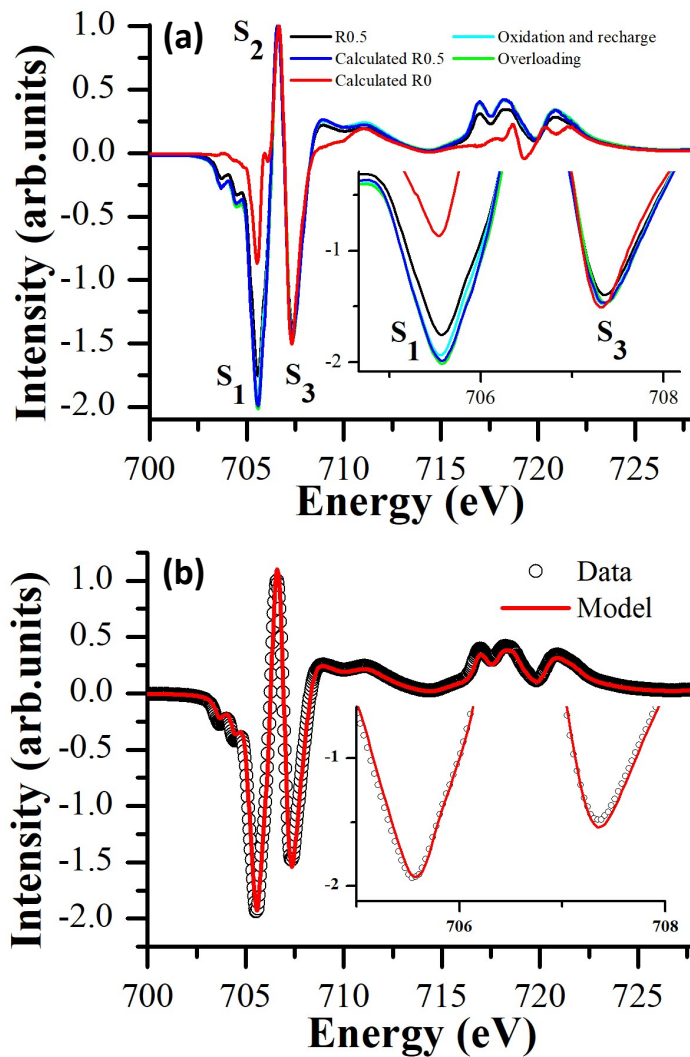 (a)
S2
R0.5
Calculated R0.5
Calculated R0
Oxidation and recharge
Overloading
1.0
0.5
0.0
-0.5
-1.0
-1.5
-2.0
Intensity (arb.units)
S1
S3
-1
-2
S1
S3
706
708
700 705 710 715 720 725
Energy (eV)
(b)
Data
Model
1.0
0.5
0.0
-0.5
-1.0
-1.5
-2.0
Intensity (arb.units)
-1
-2
706
708
700 705 710 715 720 725
Energy (eV)